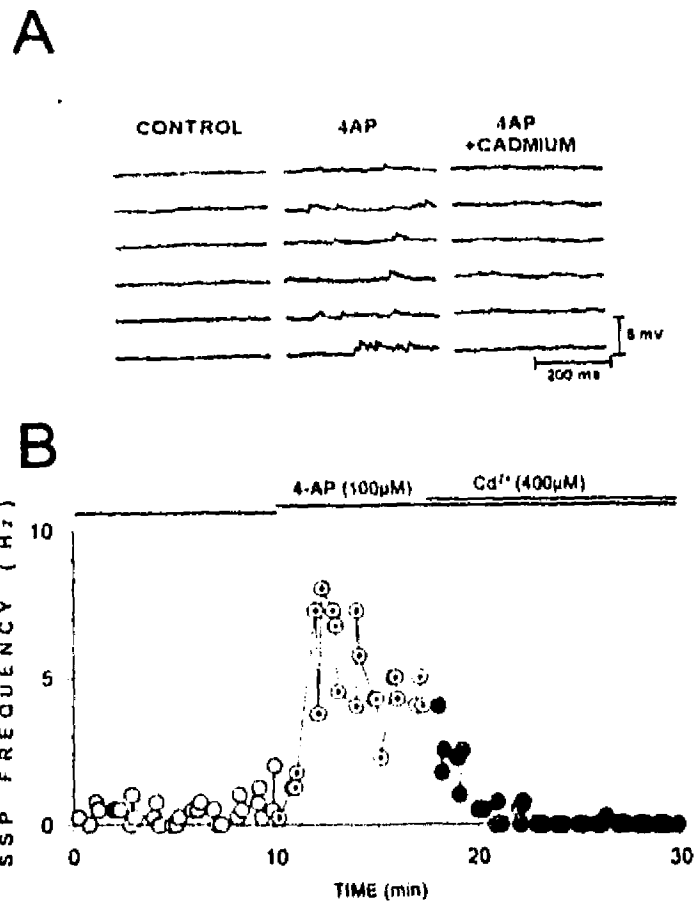 A
CONTROL
4AP
4AP
+CADMIUM
5 mV
200 ms
B
4-AP (100µM)
Cd²⁺ (400µM)
SSP FREQUENCY (Hz)
10
5
0
0
10
20
30
TIME (min)